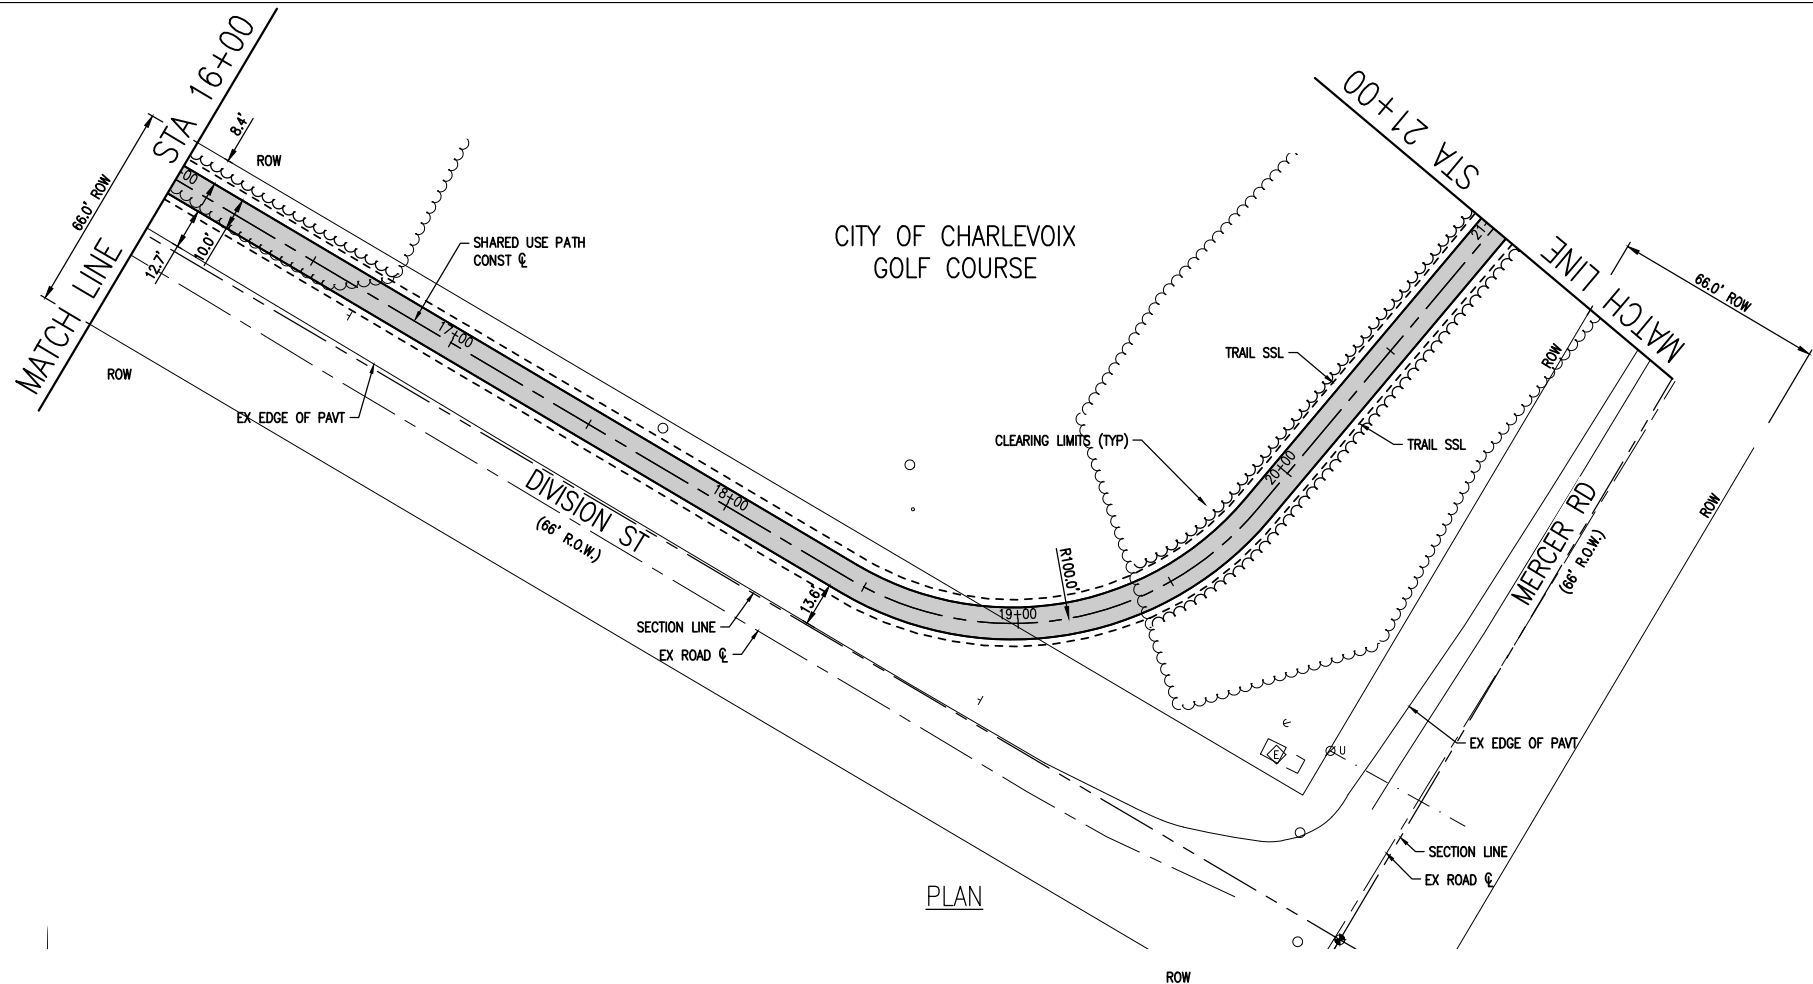 STA 16+00
MATCH LINE
66.0' ROW
8.4'
ROW
12.7'
10.0'
ROW
SHARED USE PATH
CONST ℄
17+00
EX EDGE OF PAVT
CITY OF CHARLEVOIX
GOLF COURSE
DIVISION ST
(66' R.O.W.)
18+00
13.6'
SECTION LINE
EX ROAD ℄
19+00
R100.0'
CLEARING LIMITS (TYP)
TRAIL SSL
20+00
TRAIL SSL
21
STA 21+00
MATCH LINE
66.0' ROW
ROW
ROW
MERCER RD
(66' R.O.W.)
E
U
EX EDGE OF PAVT
SECTION LINE
EX ROAD ℄
PLAN
ROW